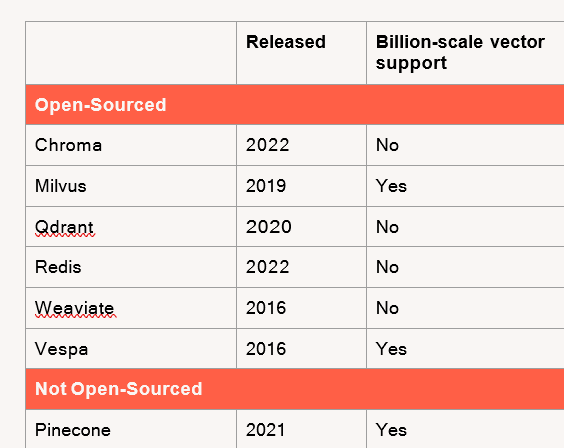 Released Billion-scale vector
support
Open-Sourced
Chroma 2022 No
Milvus 2019 Yes
Qdrant 2020 No
Redis 2022 No
Weaviate 2016 No
Vespa 2016 Yes
Not Open-Sourced
Pinecone 2021 Yes